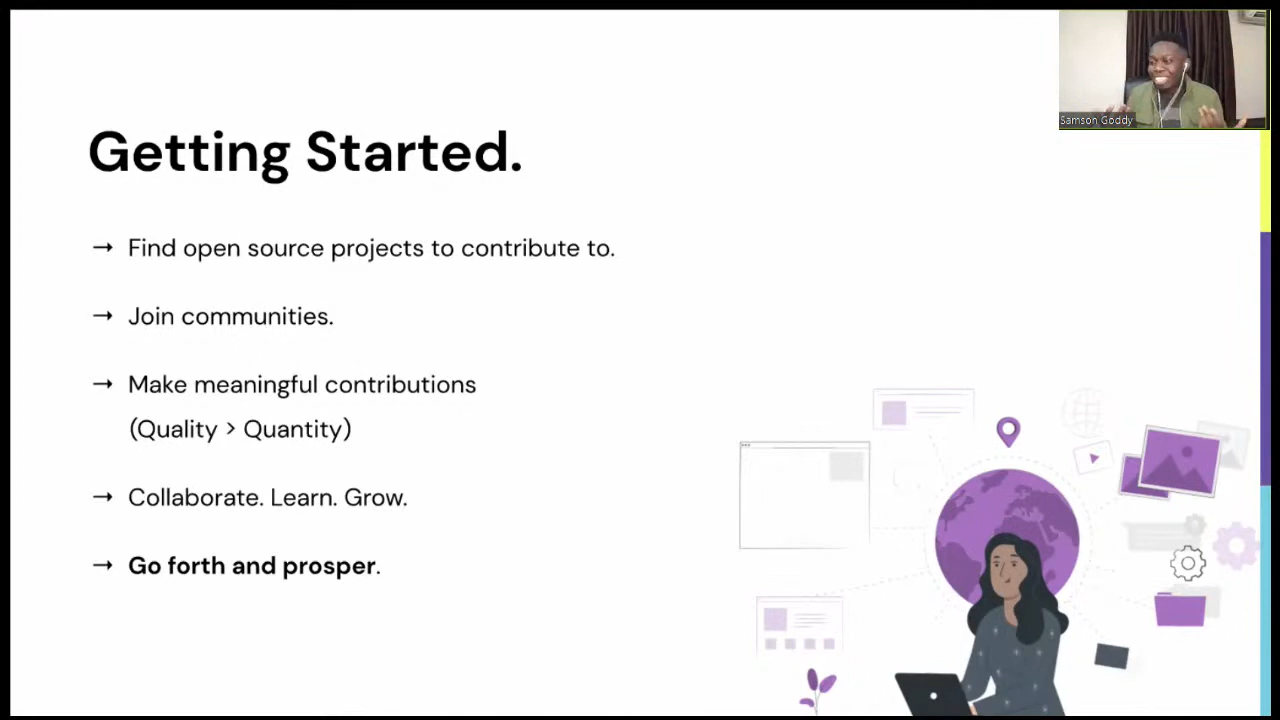 Samson Goddy
Getting Started.
→ Find open source projects to contribute to.
→ Join communities.
→ Make meaningful contributions
(Quality > Quantity)
→ Collaborate. Learn. Grow.
→ Go forth and prosper.